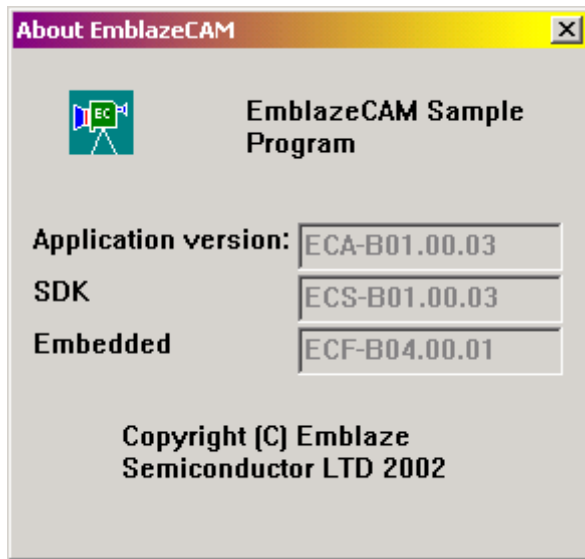 About EmblazeCAM
EC
EmblazeCAM Sample
Program
Application version: ECA-B01.00.03
SDK ECS-B01.00.03
Embedded ECF-B04.00.01
Copyright (C) Emblaze
Semiconductor LTD 2002